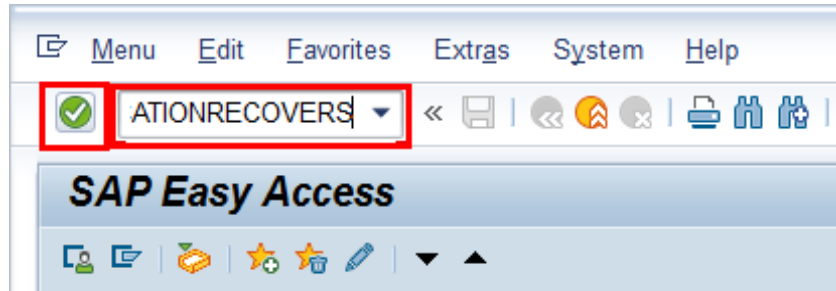 Menu Edit Favorites Extras System Help
ATIONRECOVERS
SAP Easy Access